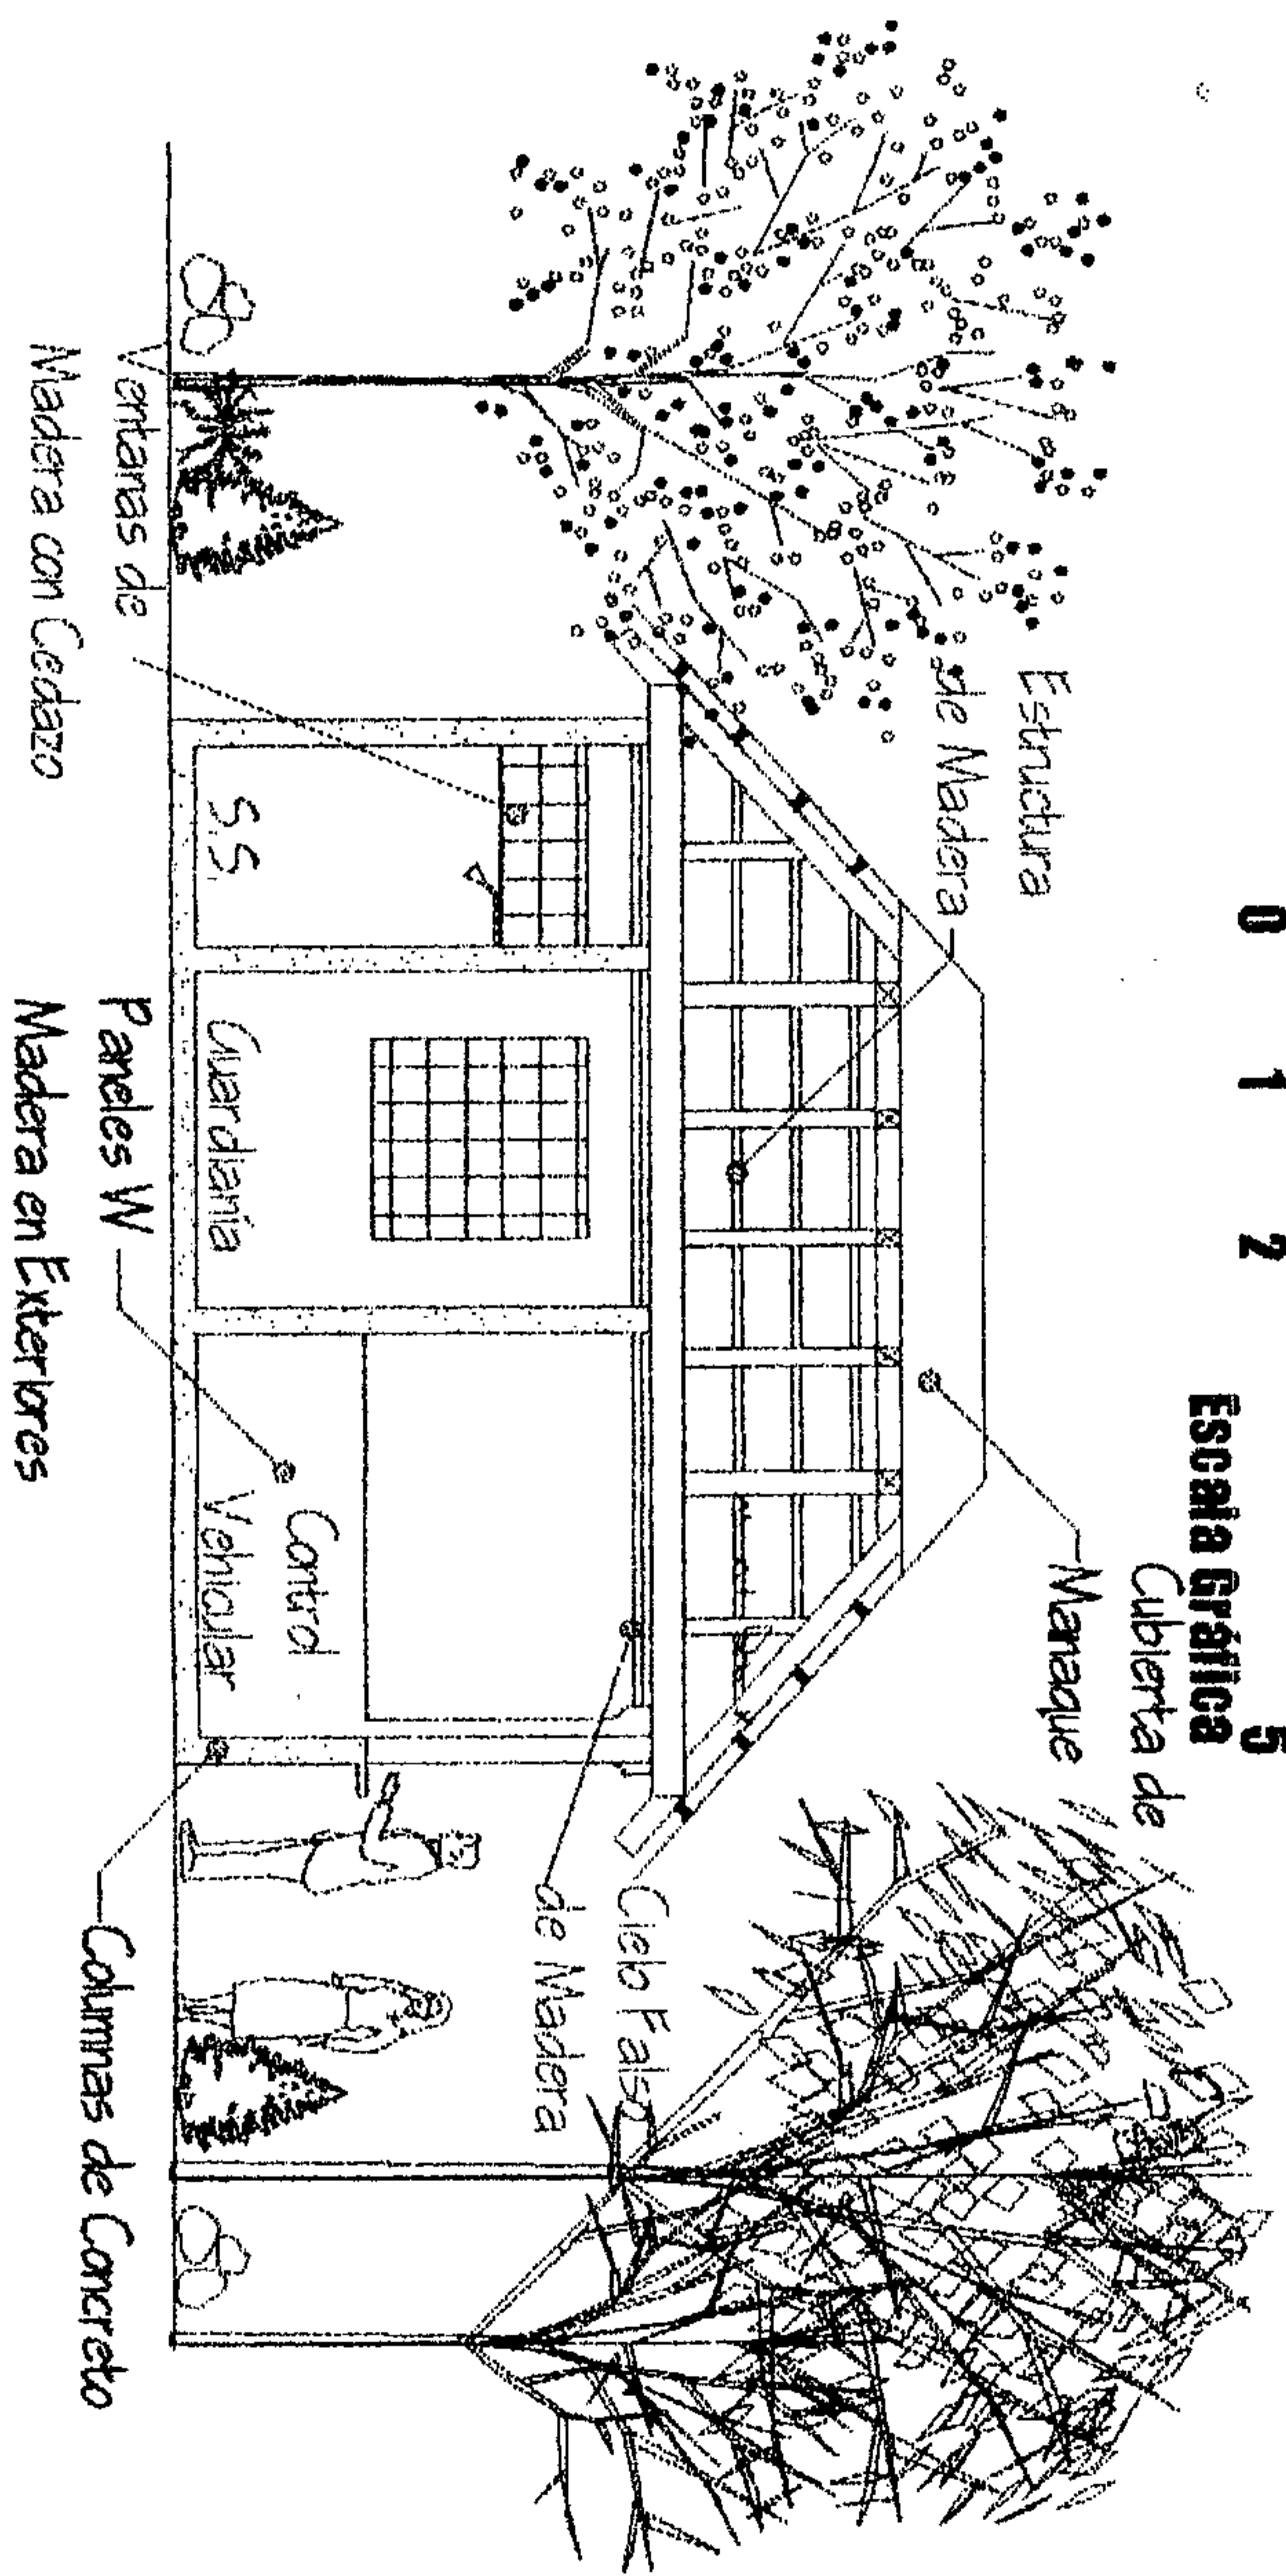 0 1 2 5
Escala Gráfica
Cubierta de
Manaque
Estructura
de Madera
Cielo Falso
de Madera
S.S.
Guardianía
Control
Vehicular
Ventanas de
Madera con Cedazo
Paneles W
Madera en Exteriores
Columnas de Concreto